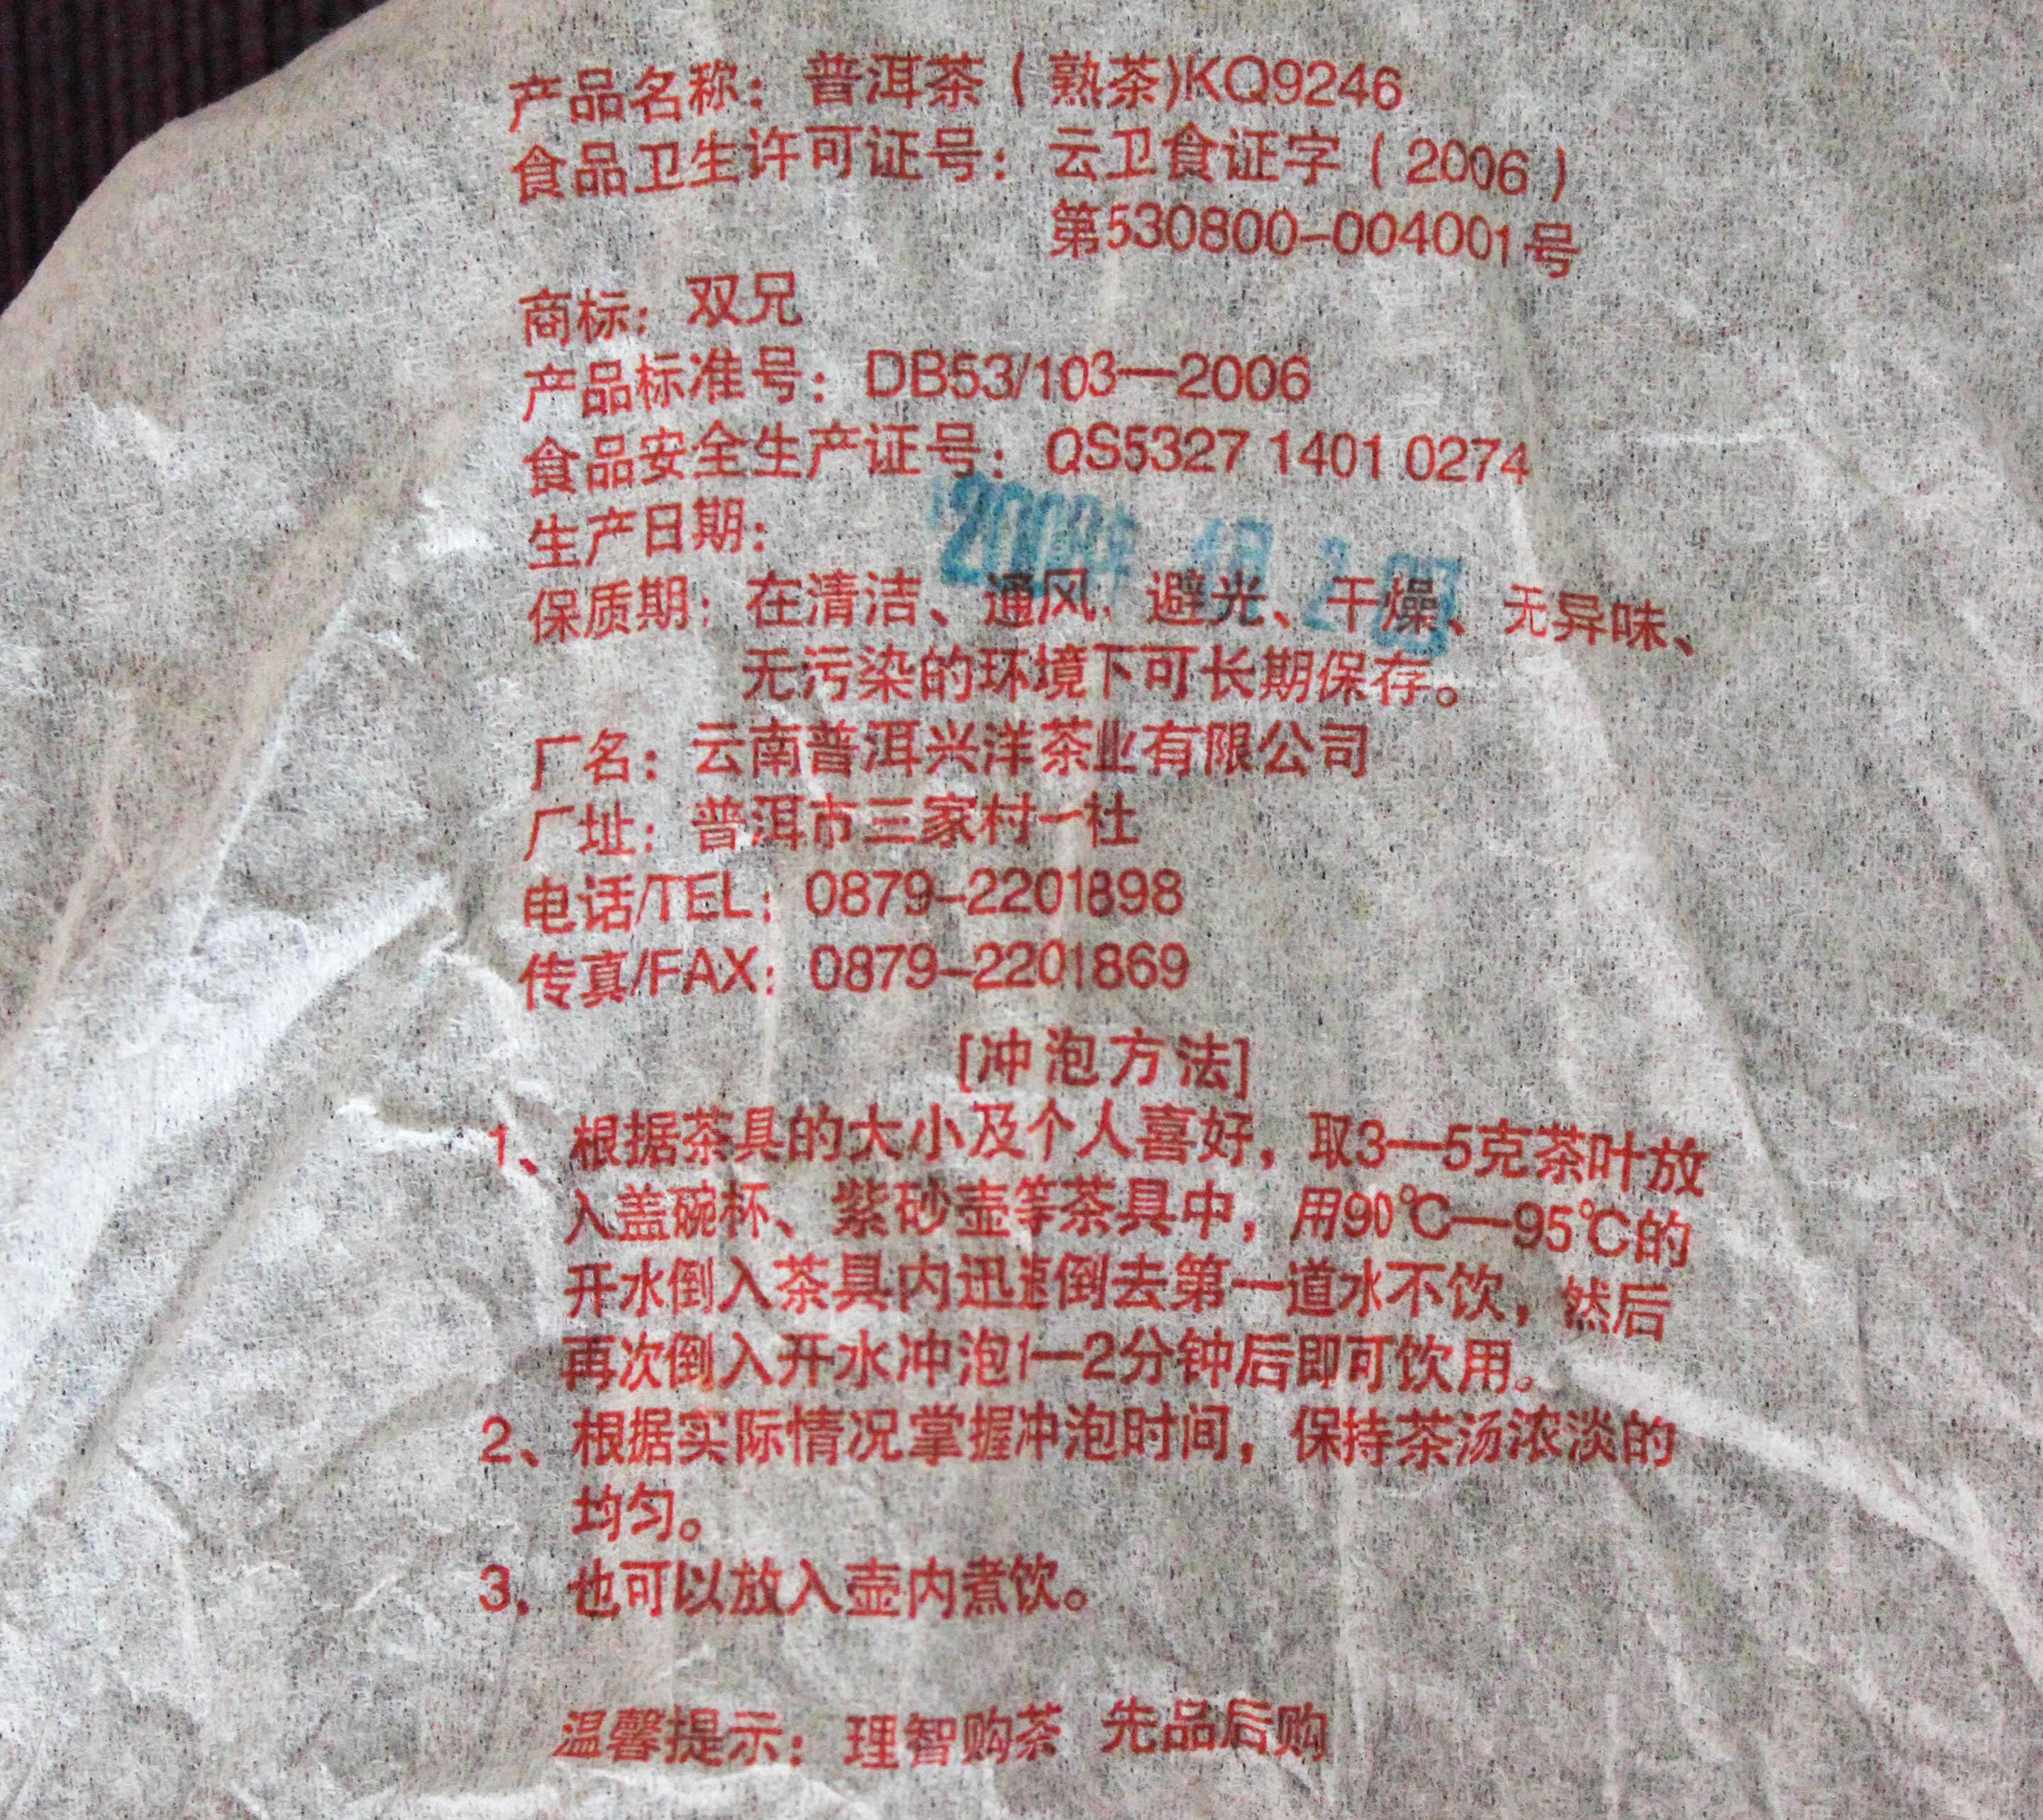 产品名称：普洱茶（熟茶)KQ9246
食品卫生许可证号：云卫食证字（2006）
第530800-004001号
商标：双兄
产品标准号：DB53/103—2006
食品安全生产证号：QS5327 1401 0274
生产日期：
保质期：在清洁、通风、避光、干燥、无异味、
无污染的环境下可长期保存。
厂名：云南普洱兴洋茶业有限公司
厂址：普洱市三家村一社
电话/TEL：0879-2201898
传真/FAX：0879-2201869
[冲泡方法]
1、根据茶具的大小及个人喜好，取3—5克茶叶放
入盖碗杯、紫砂壶等茶具中，用90℃—95℃的
开水倒入茶具内迅速倒去第一道水不饮，然后
再次倒入开水冲泡1—2分钟后即可饮用。
2、根据实际情况掌握冲泡时间，保持茶汤浓淡的
均匀。
3、也可以放入壶内煮饮。
温馨提示：理智购茶 先品后购